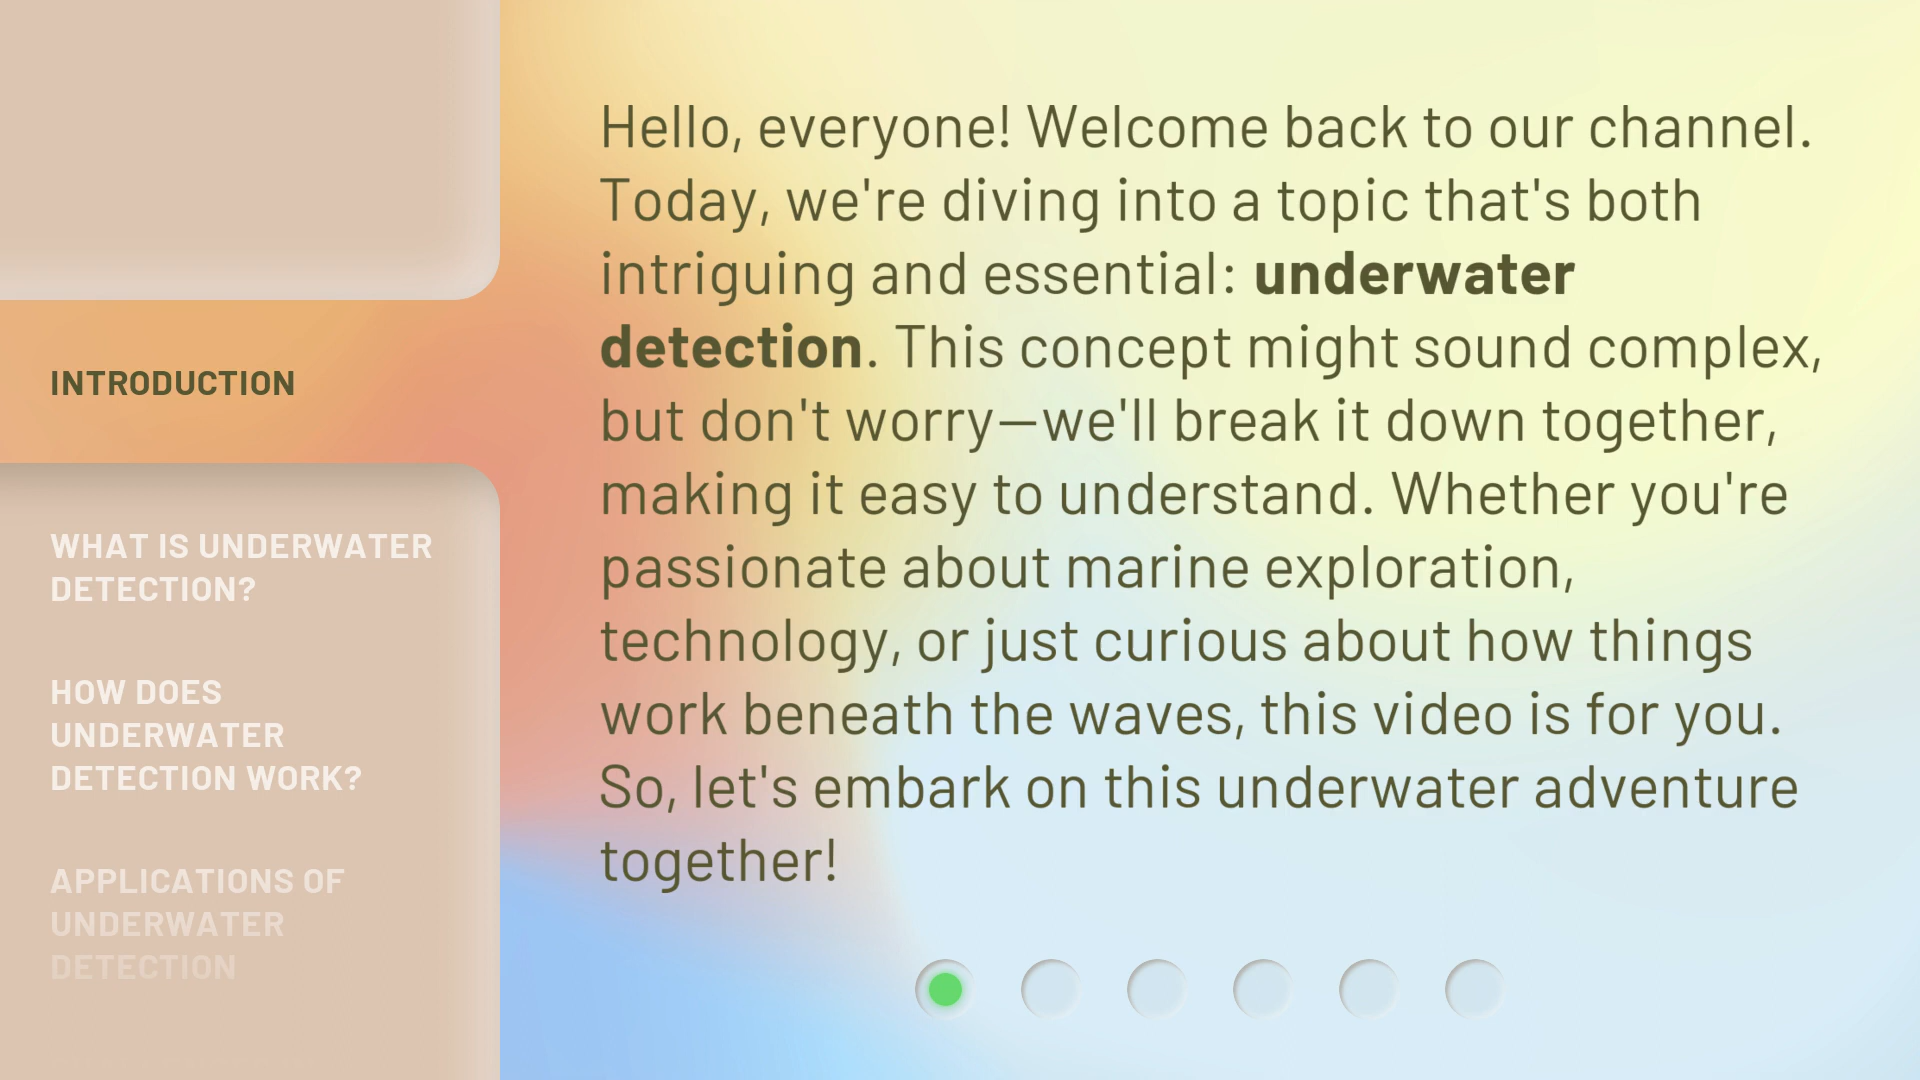 INTRODUCTION
WHAT IS UNDERWATER
DETECTION?
HOW DOES
UNDERWATER
DETECTION WORK?
APPLICATIONS OF
UNDERWATER
DETECTION
Hello, everyone! Welcome back to our channel.
Today, we're diving into a topic that's both
intriguing and essential: underwater
detection. This concept might sound complex,
but don't worry—we'll break it down together,
making it easy to understand. Whether you're
passionate about marine exploration,
technology, or just curious about how things
work beneath the waves, this video is for you.
So, let's embark on this underwater adventure
together!